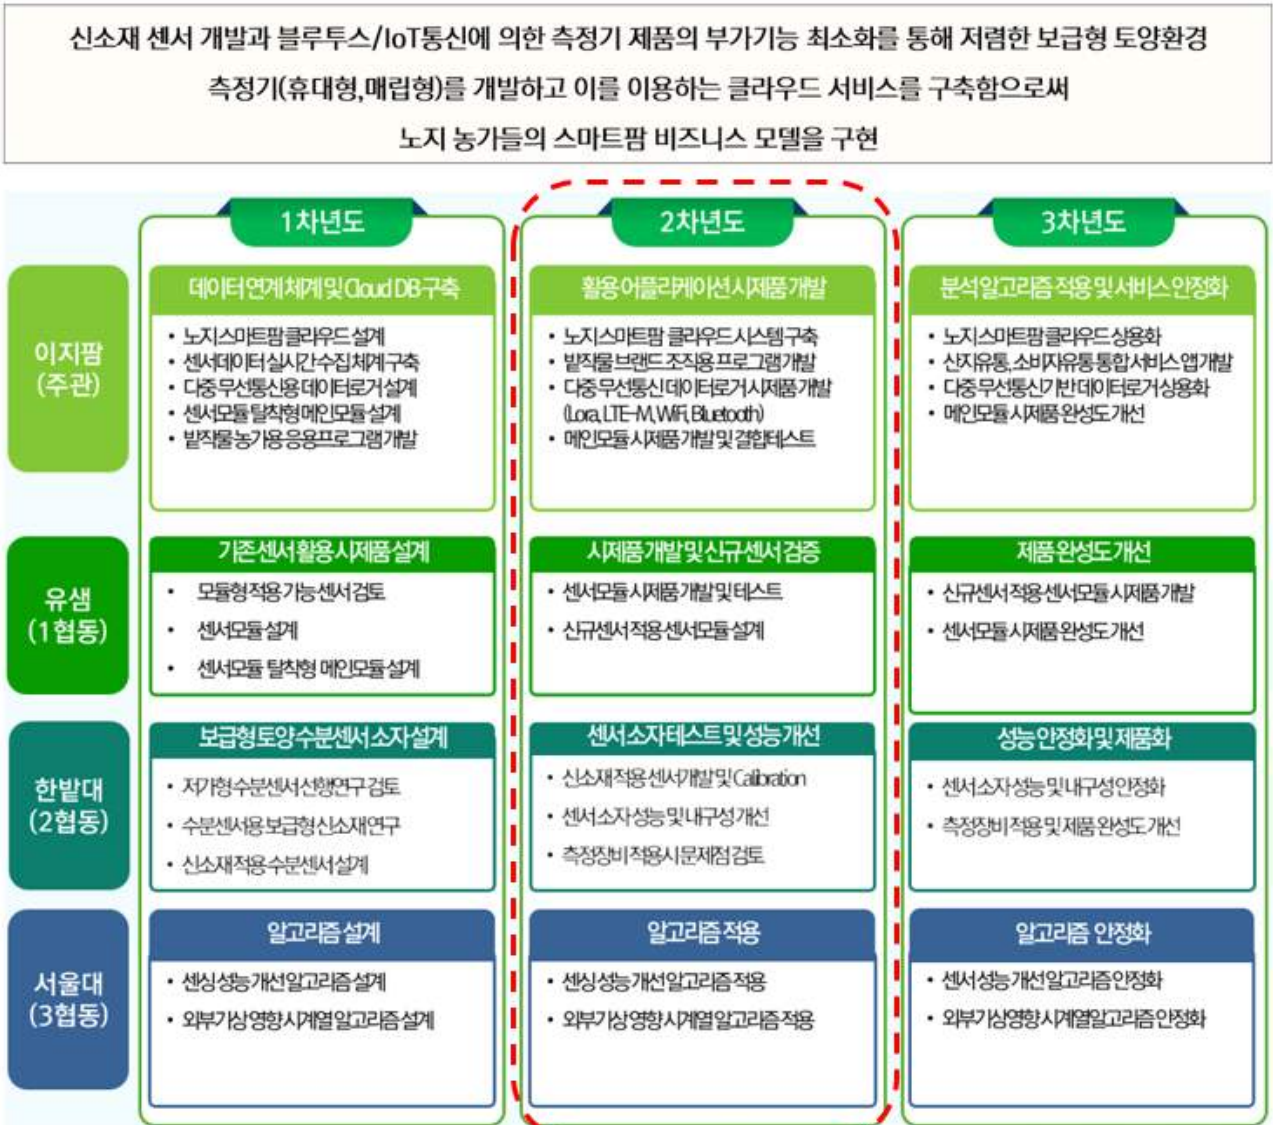 신소재 센서 개발과 블루투스/IoT통신에 의한 측정기 제품의 부가기능 최소화를 통해 저렴한 보급형 토양환경
측정기(휴대형,매립형)를 개발하고 이를 이용하는 클라우드 서비스를 구축함으로써
노지 농가들의 스마트팜 비즈니스 모델을 구현
1차년도
2차년도
3차년도
이지팜
(주관)
데이터 연계 체계 및 Cloud DB 구축
• 노지 스마트팜 클라우드 설계
• 센서데이터 실시간 수집 체계 구축
• 다중 무선통신용 데이터로거 설계
• 센서모듈 탈착형 메인모듈 설계
• 밭작물 농가용 응용프로그램 개발
활용 어플리케이션 시제품 개발
• 노지 스마트팜 클라우드 시스템 구축
• 밭작물 브랜드 조직용 프로그램 개발
• 다중 무선통신 데이터로거 시제품 개발
(Lora, LTE-M, WiFi, Bluetooth)
• 메인모듈 시제품 개발 및 결합테스트
분석 알고리즘 적용 및 서비스 안정화
• 노지 스마트팜 클라우드 상용화
• 산지유통, 소비자유통 통합 서비스 앱 개발
• 다중 무선통신 기반 데이터로거 상용화
• 메인모듈 시제품 완성도 개선
유샘
(1협동)
기존 센서 활용 시제품 설계
• 모듈형 적용 가능 센서 검토
• 센서모듈 설계
• 센서모듈 탈착형 메인모듈 설계
시제품 개발 및 신규 센서 검증
• 센서모듈 시제품 개발 및 테스트
• 신규센서 적용 센서모듈 설계
제품 완성도 개선
• 신규센서 적용 센서모듈 시제품 개발
• 센서모듈 시제품 완성도 개선
한밭대
(2협동)
보급형 토양 수분센서 소자 설계
• 저가형 수분센서 선행연구 검토
• 수분센서용 보급형 신소재 연구
• 신소재 적용 수분센서 설계
센서 소자 테스트 및 성능 개선
• 신소재 적용 센서 개발 및 Calibration
• 센서 소자 성능 및 내구성 개선
• 측정장비 적용시 문제점 검토
성능 안정화 및 제품화
• 센서 소자 성능 및 내구성 안정화
• 측정장비 적용 및 제품 완성도 개선
서울대
(3협동)
알고리즘 설계
• 센싱 성능 개선 알고리즘 설계
• 외부기상 영향 시계열 알고리즘 설계
알고리즘 적용
• 센싱 성능 개선 알고리즘 적용
• 외부기상 영향 시계열 알고리즘 적용
알고리즘 안정화
• 센서 성능 개선 알고리즘 안정화
• 외부기상 영향 시계열 알고리즘 안정화